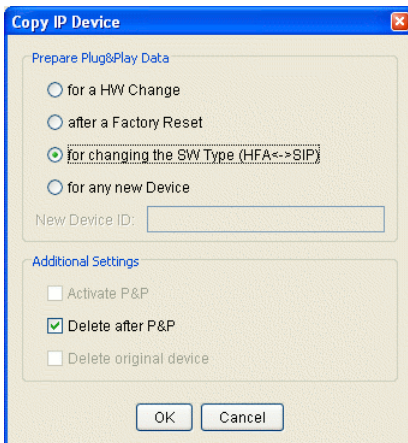 Copy IP Device
Prepare Plug&Play Data
for a HW Change
after a Factory Reset
for changing the SW Type (HFA<->SIP)
for any new Device
New Device ID:
Additional Settings
Activate P&P
Delete after P&P
Delete original device
OK Cancel